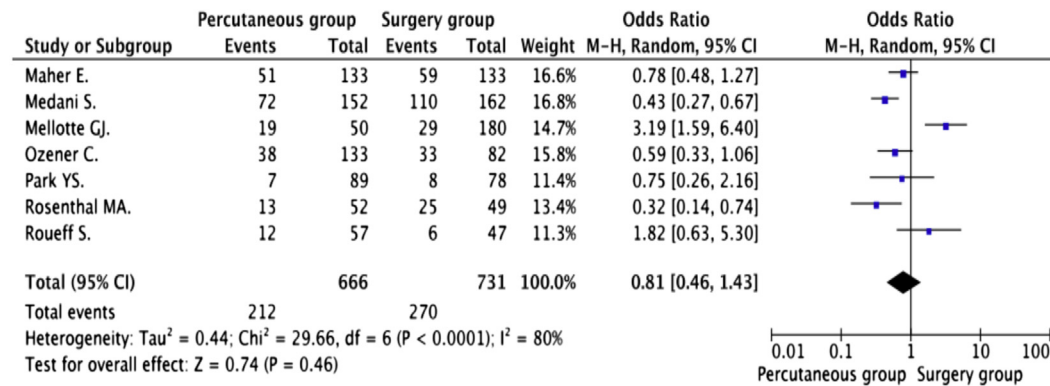 Percutaneous group Surgery group Odds Ratio Odds Ratio
Study or Subgroup Events Total Events Total Weight M-H, Random, 95% CI M-H, Random, 95% CI
Maher E. 51 133 59 133 16.6% 0.78 [0.48, 1.27]
Medani S. 72 152 110 162 16.8% 0.43 [0.27, 0.67]
Mellotte GJ. 19 50 29 180 14.7% 3.19 [1.59, 6.40]
Ozener C. 38 133 33 82 15.8% 0.59 [0.33, 1.06]
Park YS. 7 89 8 78 11.4% 0.75 [0.26, 2.16]
Rosenthal MA. 13 52 25 49 13.4% 0.32 [0.14, 0.74]
Roueff S. 12 57 6 47 11.3% 1.82 [0.63, 5.30]
Total (95% CI) 666 731 100.0% 0.81 [0.46, 1.43]
Total events 212 270
Heterogeneity: Tau² = 0.44; Chi² = 29.66, df = 6 (P < 0.0001); I² = 80%
Test for overall effect: Z = 0.74 (P = 0.46)
0.01 0.1 1 10 100
Percutaneous group Surgery group